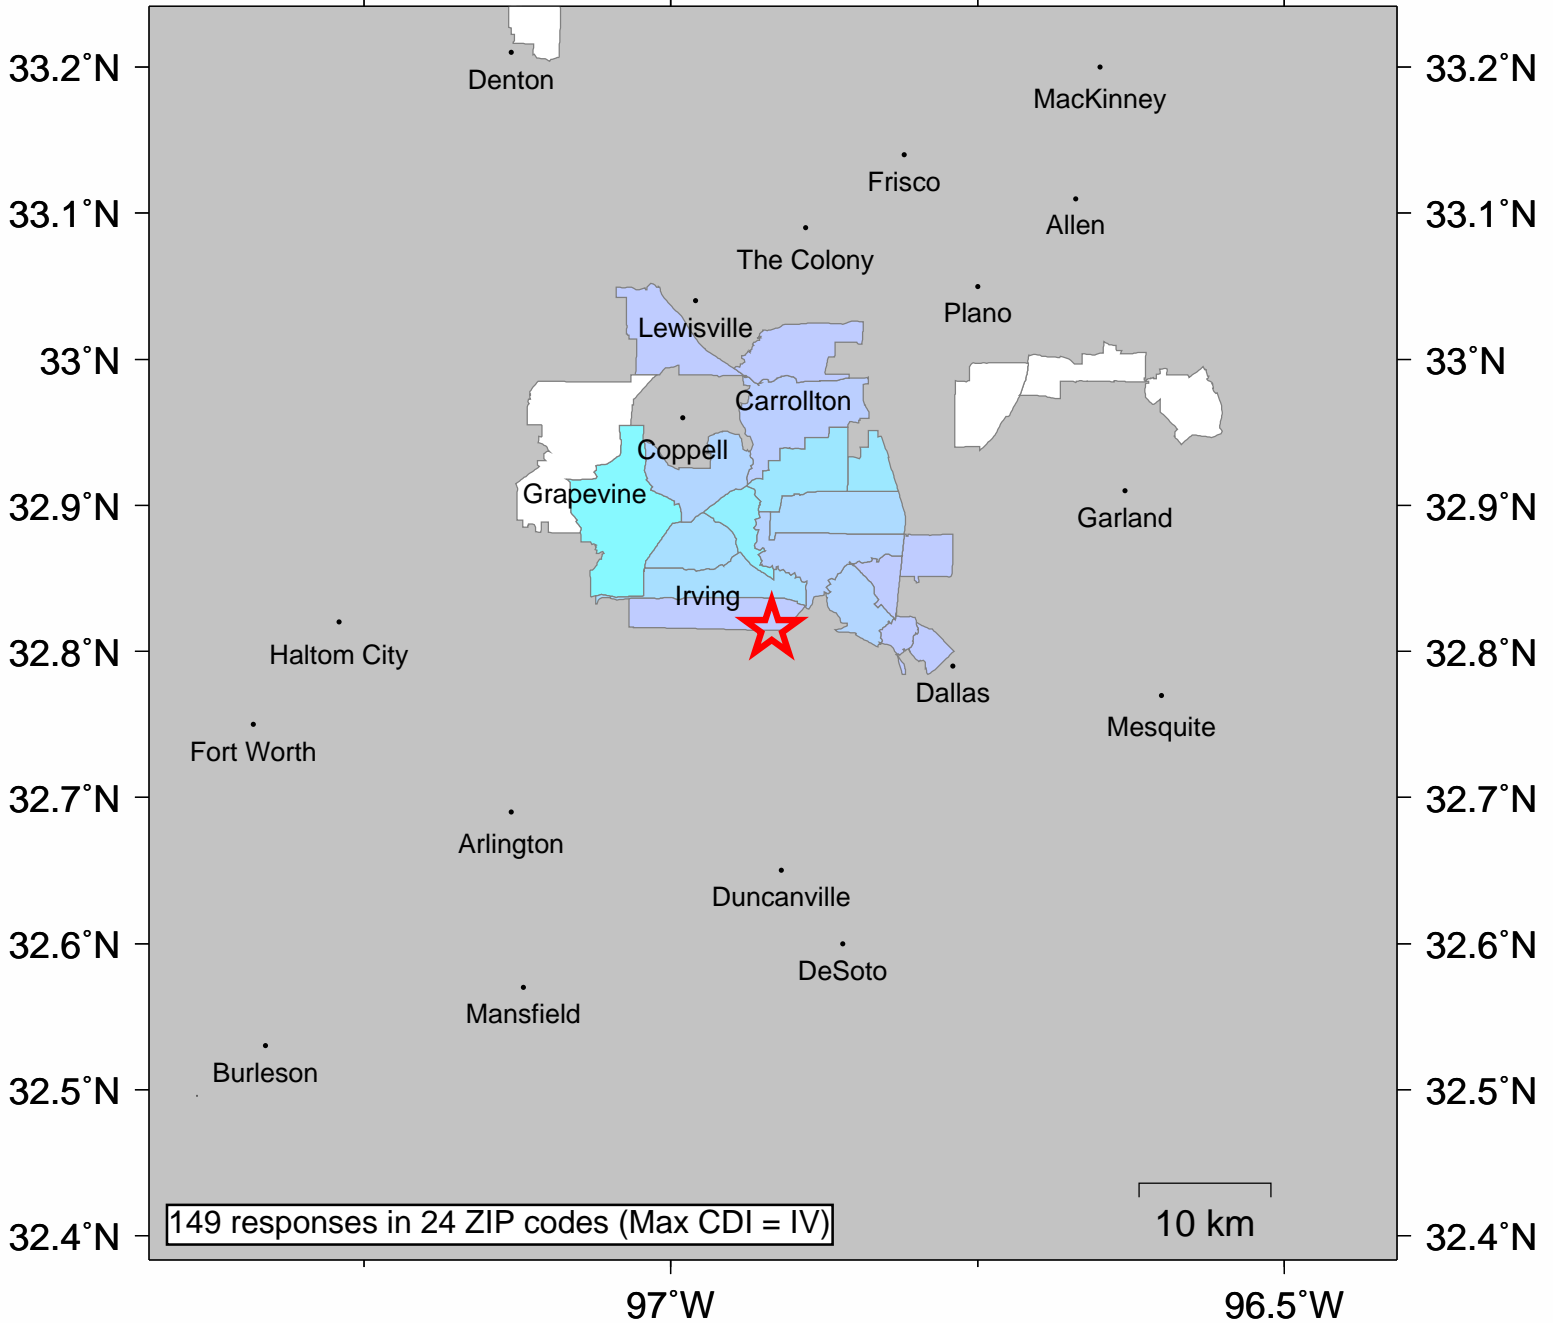 33.2°N
33.2°N
Denton
MacKinney
Frisco
33.1°N
33.1°N
Allen
The Colony
Plano
Lewisville
33°N
33°N
Carrollton
Coppell
Grapevine
32.9°N
32.9°N
Garland
Irving
32.8°N
32.8°N
Haltom City
Dallas
Mesquite
Fort Worth
32.7°N
32.7°N
Arlington
Duncanville
32.6°N
32.6°N
DeSoto
Mansfield
Burleson
32.5°N
32.5°N
149 responses in 24 ZIP codes (Max CDI = IV)
10 km
32.4°N
32.4°N
97°W
96.5°W